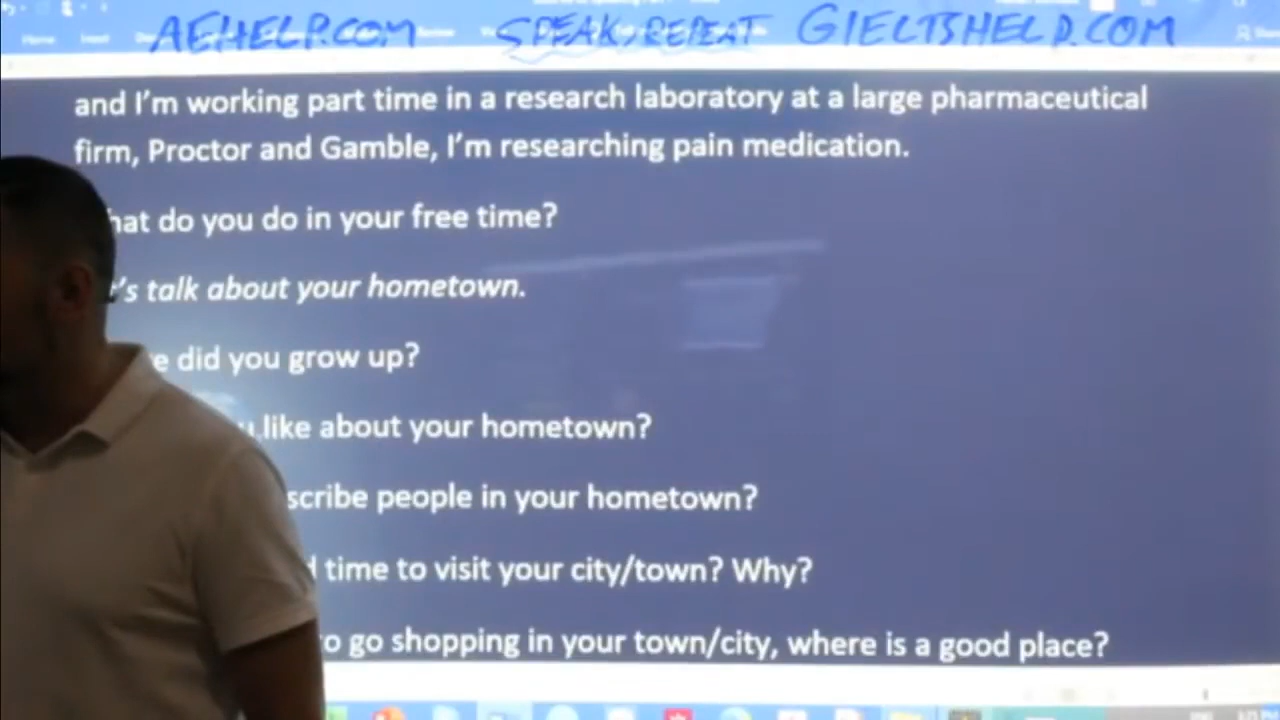 AEHELP.COM SPEAK, REPEAT GIELTSHELP.COM
Home Insert Review
and I'm working part time in a research laboratory at a large pharmaceutical
firm, Proctor and Gamble, I'm researching pain medication.
do you do in your free time?
talk about your hometown.
did you grow up?
like about your hometown?
people in your hometown?
time to visit your city/town? Why?
go shopping in your town/city, where is a good place?